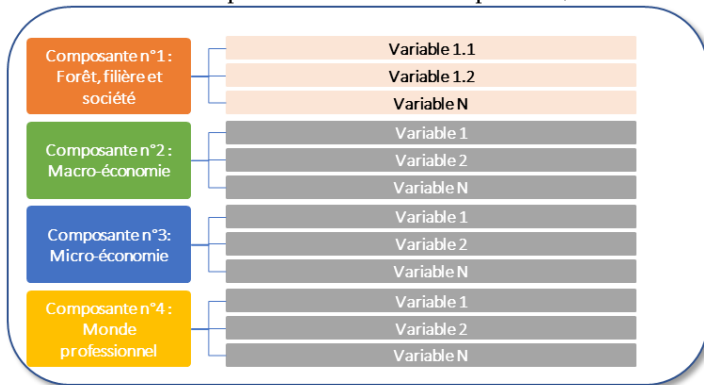 Composante n°1 :
Forêt, filière et
société
Variable 1.1
Variable 1.2
Variable N
Composante n°2 :
Macro-économie
Variable 1
Variable 2
Variable N
Composante n°3:
Micro-économie
Variable 1
Variable 2
Variable N
Composante n°4 :
Monde
professionnel
Variable 1
Variable 2
Variable N